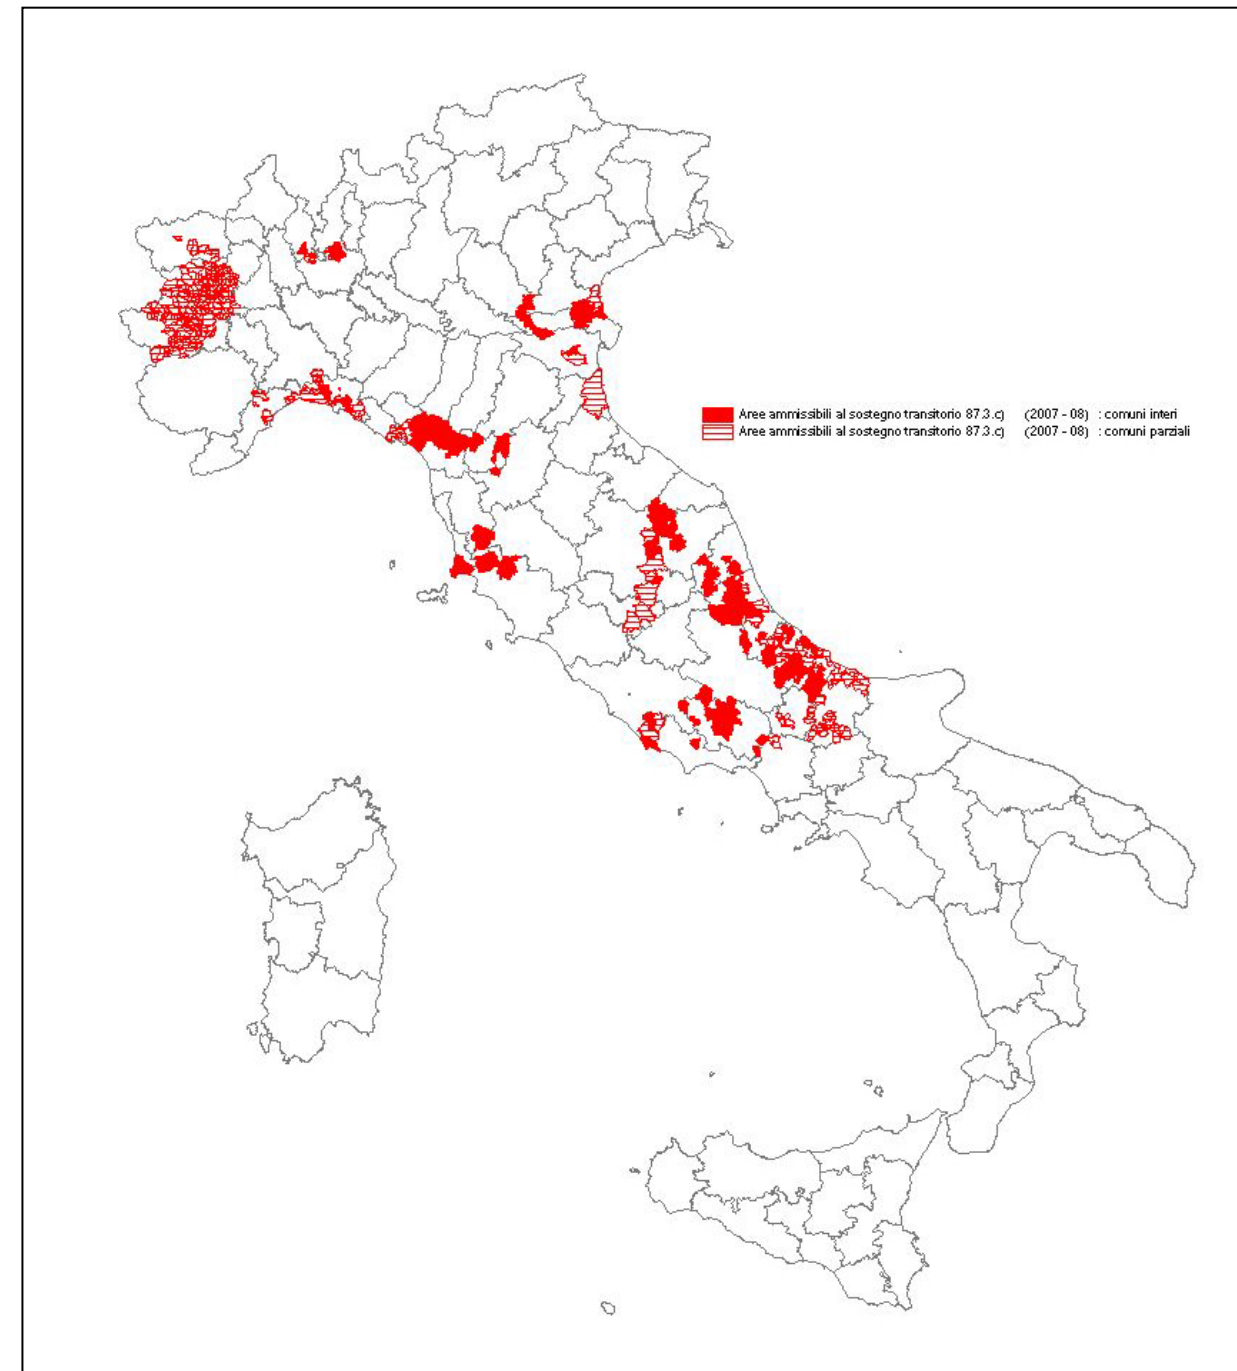 Aree ammissibili al sostegno transitorio 87.3.c) (2007 - 08) : comuni interi
Aree ammissibili al sostegno transitorio 87.3.c) (2007 - 08) : comuni parziali